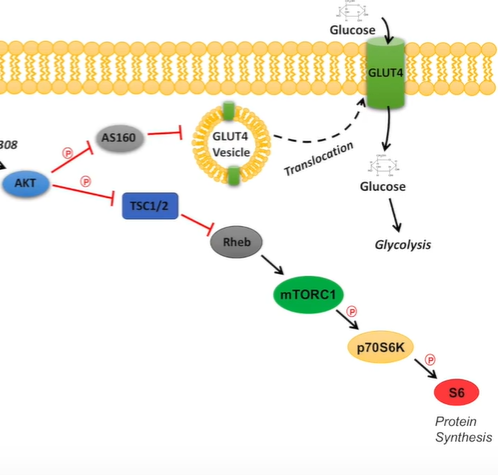 Glucose
GLUT4
308
AS160
GLUT4
Vesicle
P
Translocation
AKT
P
Glucose
TSC1/2
Rheb
Glycolysis
mTORC1
P
p70S6K
P
S6
Protein
Synthesis